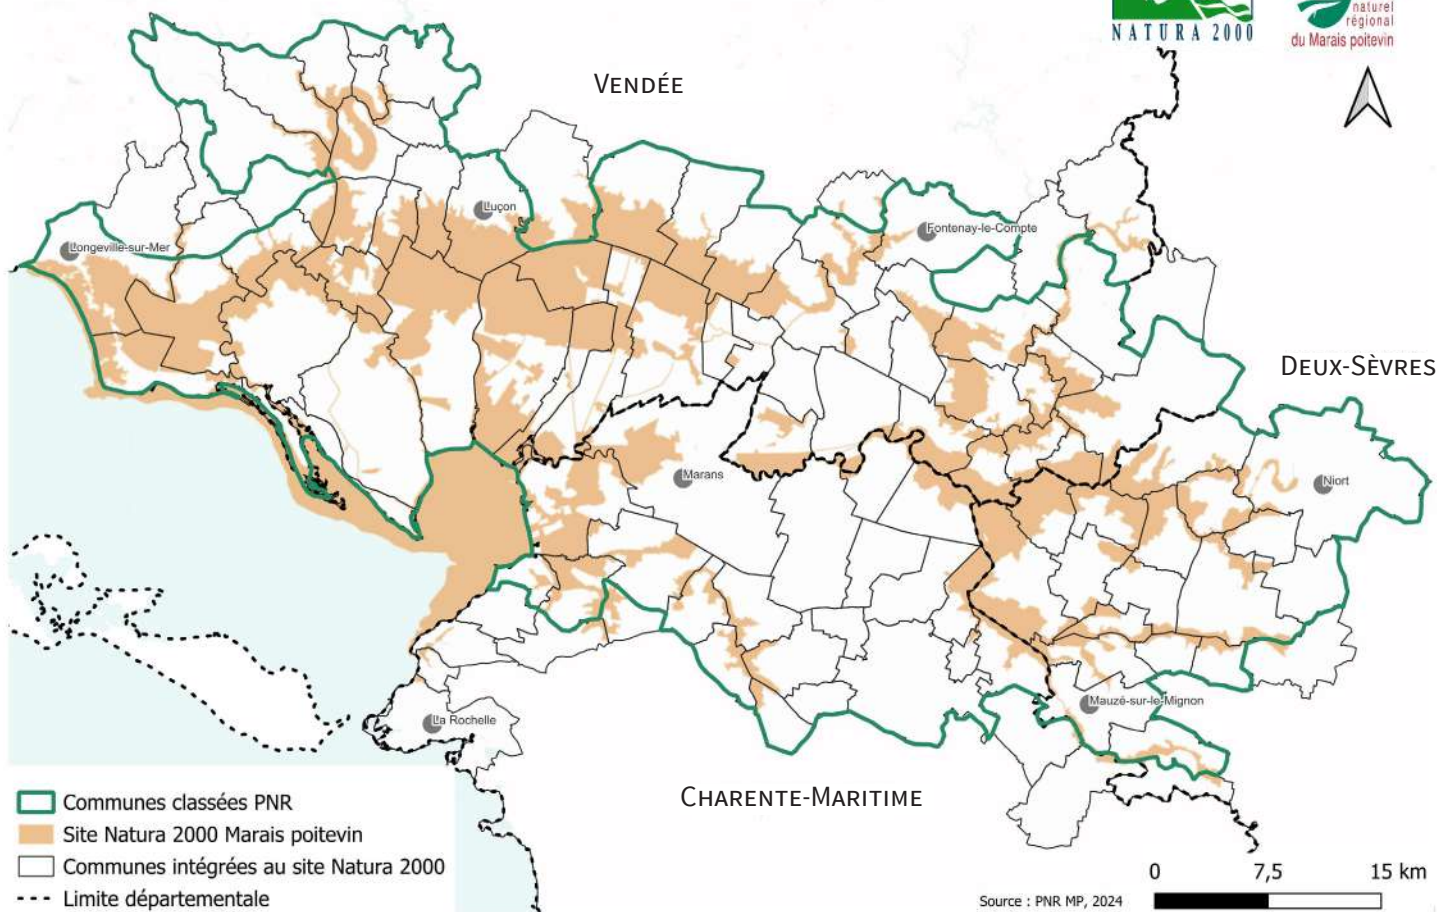 NATURA 2000
naturel
régional
du Marais poitevin
VENDÉE
Luçon
Longeville-sur-Mer
Fontenay-le-Compte
DEUX-SÈVRES
Marans
Niort
Mauzé-sur-le-Mignon
La Rochelle
CHARENTE-MARITIME
Communes classées PNR
Site Natura 2000 Marais poitevin
Communes intégrées au site Natura 2000
Limite départementale
0 7,5 15 km
Source : PNR MP, 2024